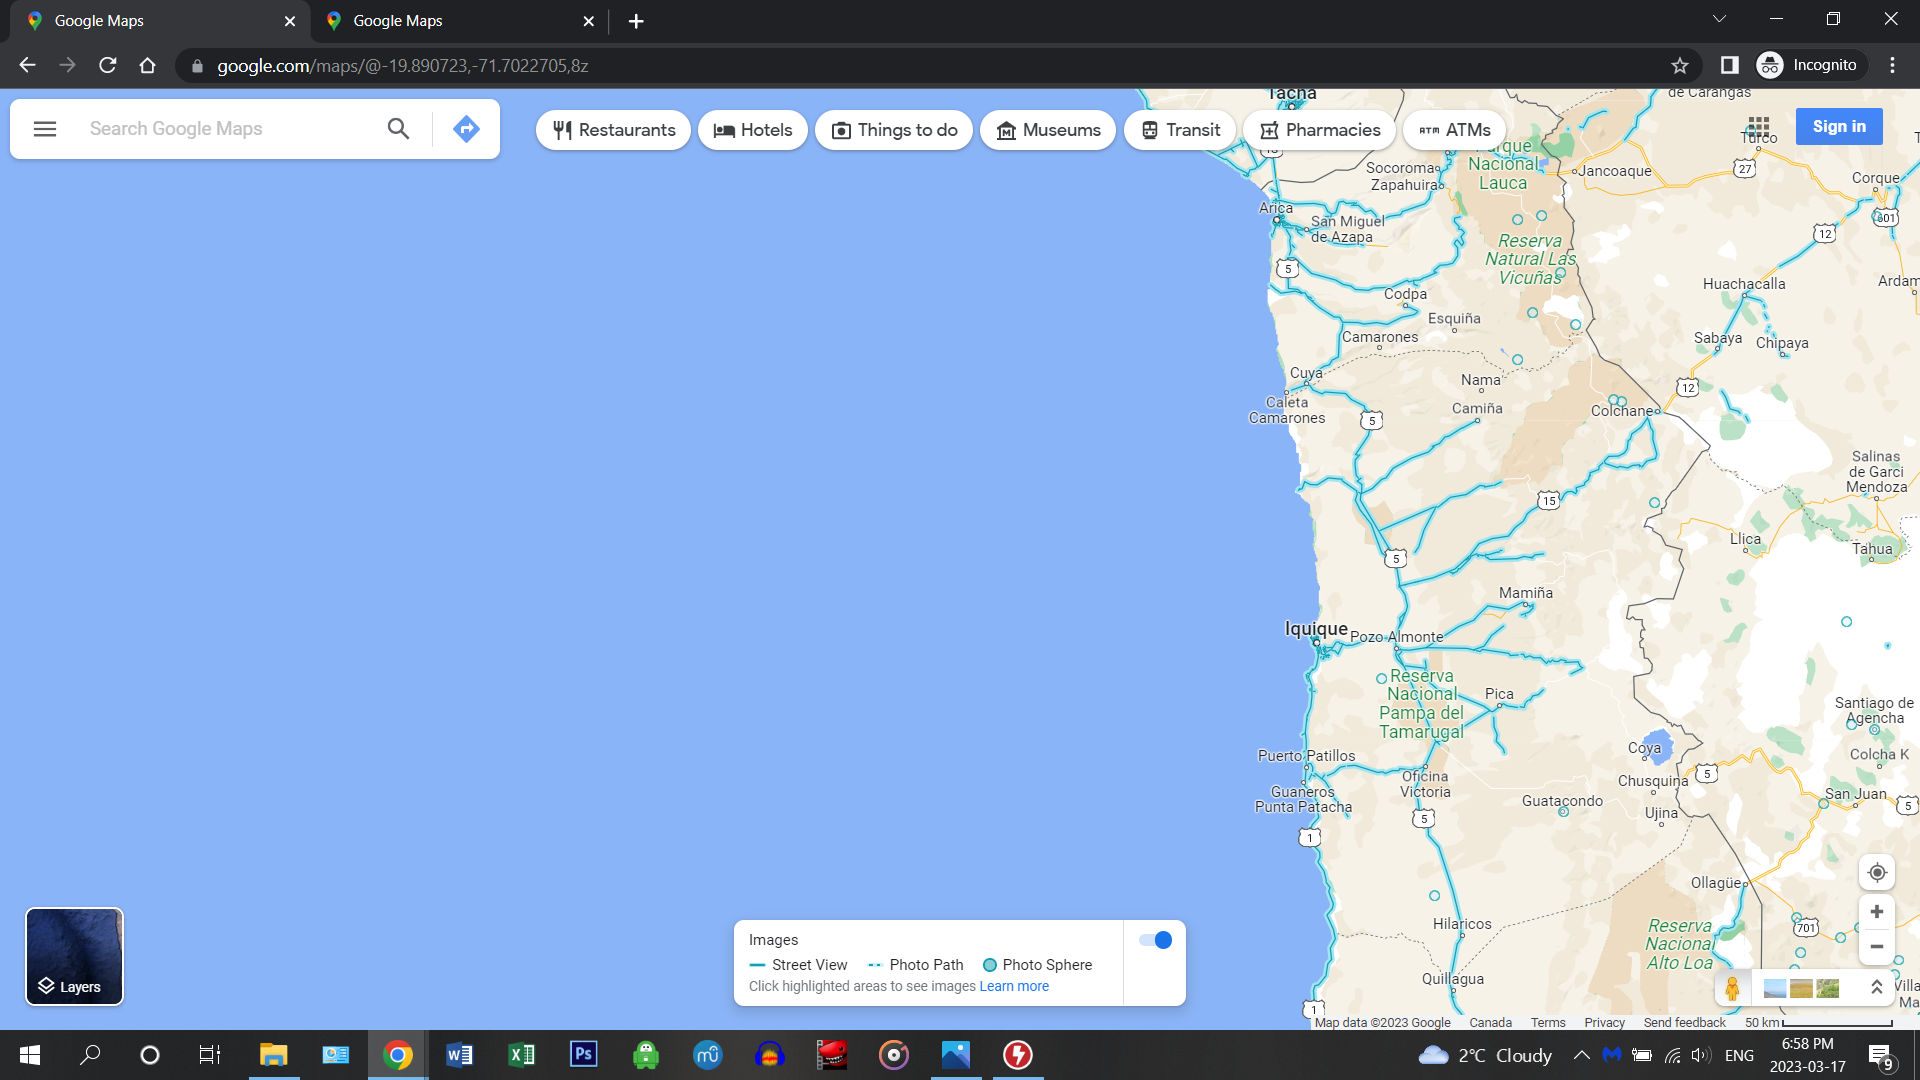 Google Maps
Google Maps
google.com/maps/@-19.890723,-71.7022705,8z
Incognito
Search Google Maps
Restaurants
Hotels
Things to do
Museums
Transit
Pharmacies
ATM ATMs
Sign in
Tacna
de Carangas
Turco
13
Parque
Nacional
Lauca
Socoroma
Zapahuira
Jancoaque
27
Corque
601
12
Arica
San Miguel
de Azapa
Reserva
Natural Las
Vicuñas
5
Codpa
Huachacalla
Esquiña
Camarones
Sabaya
Chipaya
Cuya
Nama
12
Caleta
Camarones
Camiña
Colchane
5
Salinas
de Garci
Mendoza
15
Llica
Tahua
5
Mamiña
Iquique
Pozo Almonte
Reserva
Nacional
Pampa del
Tamarugal
Pica
Santiago de
Agencha
Coya
Colcha K
Puerto Patillos
Oficina
Victoria
Chusquina
5
Guaneros
Punta Patacha
Guatacondo
Ujina
San Juan
5
5
1
Ollagüe
Hilaricos
Reserva
Nacional
Alto Loa
701
Quillagua
1
Layers
Images
Street View
Photo Path
Photo Sphere
Click highlighted areas to see images Learn more
Map data ©2023 Google
Canada
Terms
Privacy
Send feedback
50 km
2°C Cloudy
ENG
6:58 PM
2023-03-17
9